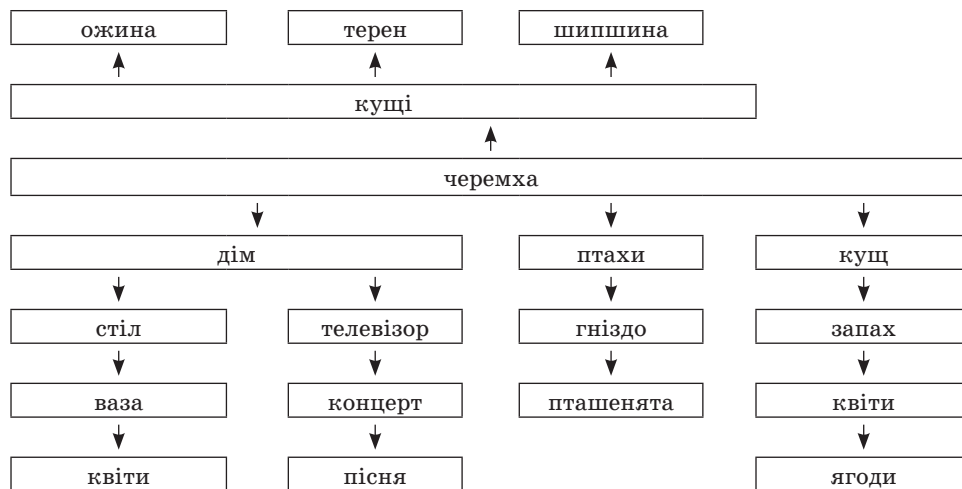 ожина терен шипшина
кущі
черемха
дім птахи кущ
стіл телевізор гніздо запах
ваза концерт пташенята квіти
квіти пісня ягоди